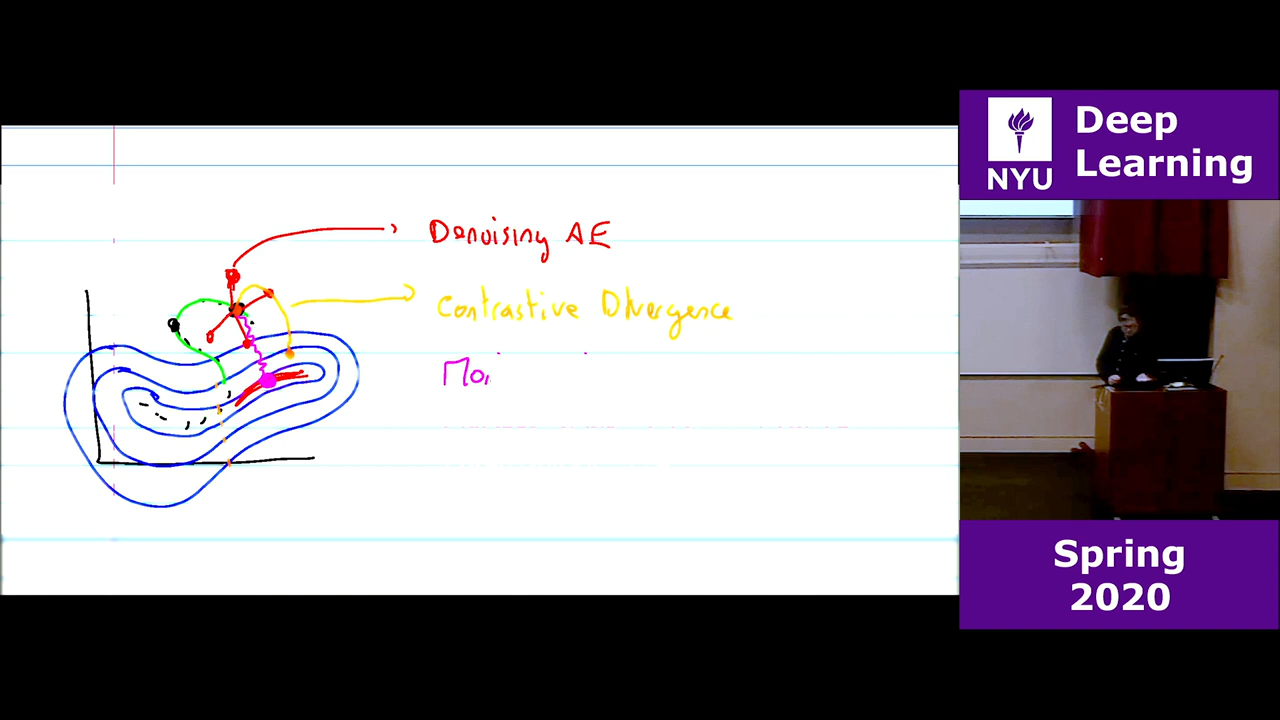 Denoising AE
Contrastive Divergence
Deep
Learning
NYU
Spring
2020